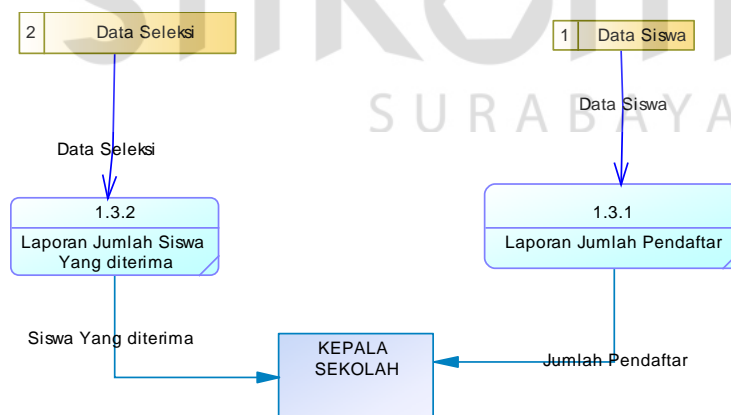 2 Data Seleksi
1 Data Siswa
SURABAYA
Data Siswa
Data Seleksi
1.3.2
Laporan Jumlah Siswa
Yang diterima
1.3.1
Laporan Jumlah Pendaftar
Siswa Yang diterima
KEPALA
SEKOLAH
Jumlah Pendaftar